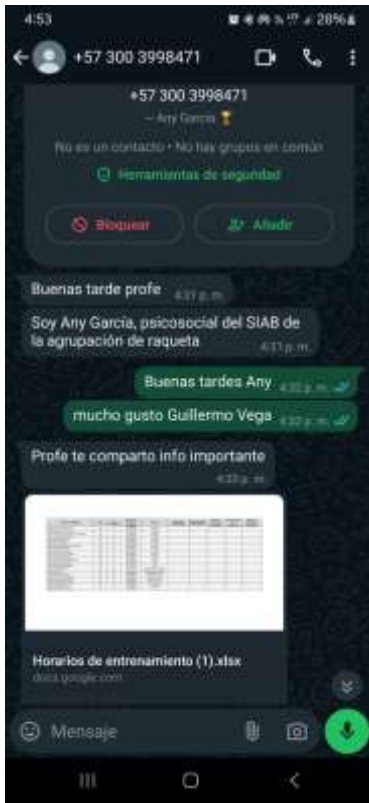 4:53
28%
+57 300 3998471
+57 300 3998471
~ Any García
No es un contacto • No hay grupos en común
Herramientas de seguridad
Bloquear
Añadir
Buenas tarde profe
4:31 p. m.
Soy Any García, psicosocial del SIAB de
la agrupación de raqueta
4:31 p. m.
Buenas tardes Any
4:32 p. m.
mucho gusto Guillermo Vega
4:32 p. m.
Profe te comparto info importante
4:33 p. m.
Horarios de entrenamiento (1).xlsx
docs.google.com
Mensaje